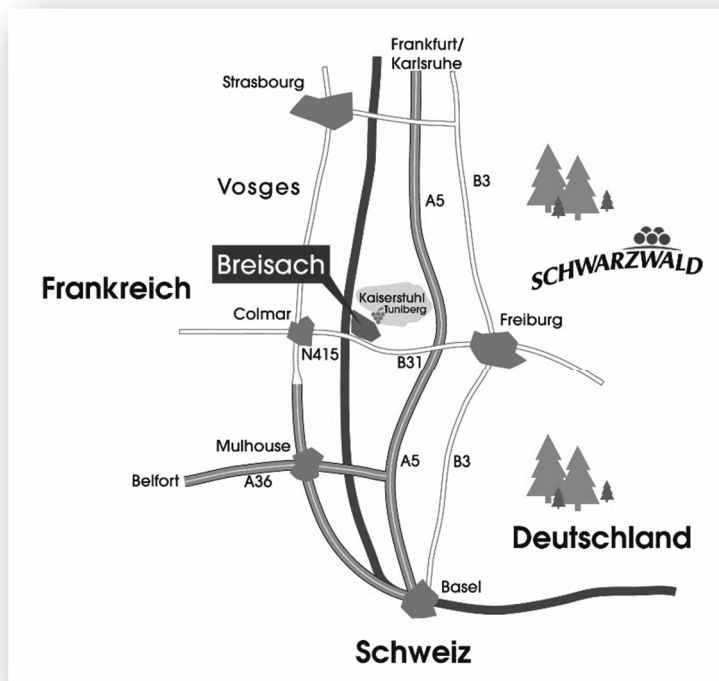 Frankfurt/
Karlsruhe
Strasbourg
B3
Vosges
A5
SCHWARZWALD
Breisach
Frankreich
Kaiserstuhl
Tuniberg
Colmar
Freiburg
N415
B31
Mulhouse
A5
B3
Belfort
A36
Deutschland
Basel
Schweiz